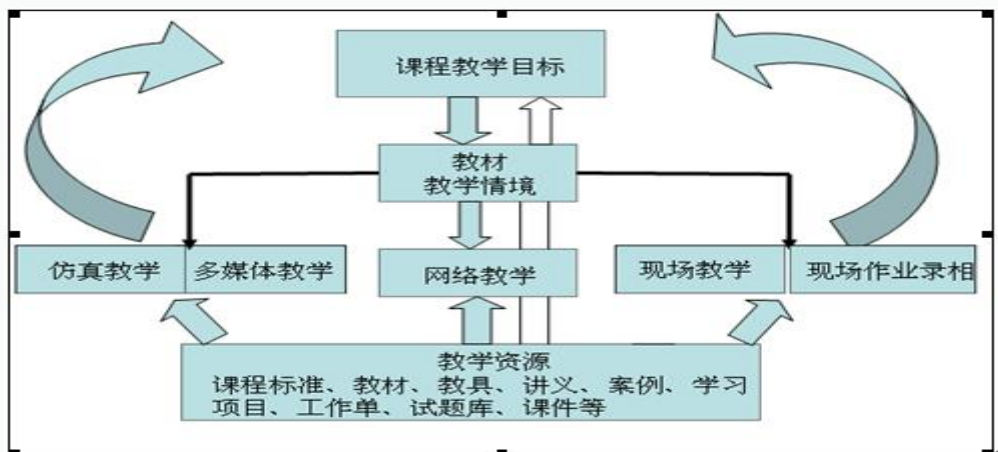 课程教学目标
教材
教学情境
仿真教学
多媒体教学
网络教学
现场教学
现场作业录相
教学资源
课程标准、教材、教具、讲义、案例、学习
项目、工作单、试题库、课件等